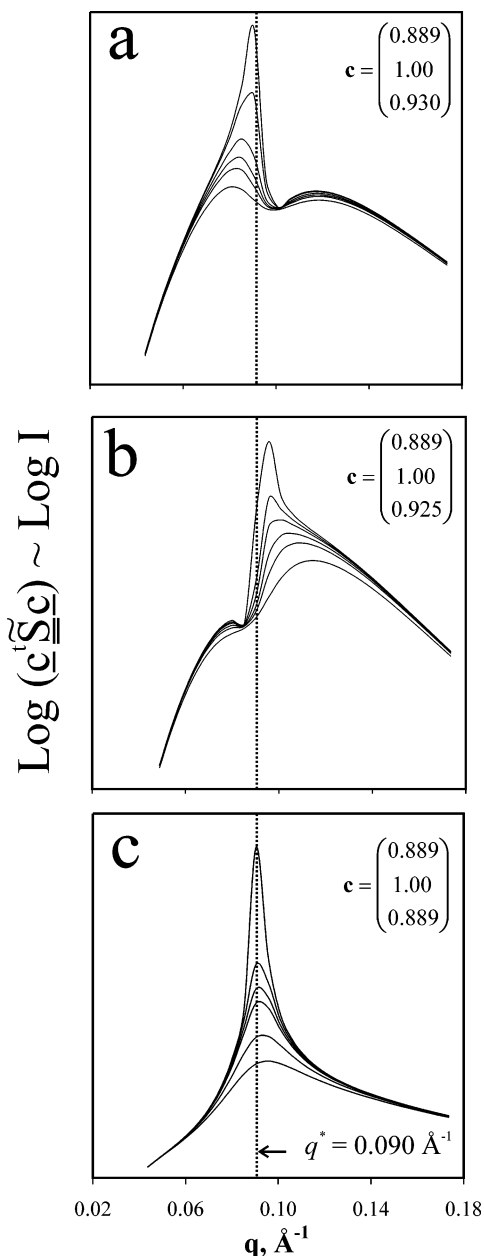 a
c = (0.889
1.00
0.930)
b
c = (0.889
1.00
0.925)
c
c = (0.889
1.00
0.889)
Log (cᵗS̃c) ~ Log I
q* = 0.090 Å⁻¹
0.02 0.06 0.10 0.14 0.18
q, Å⁻¹